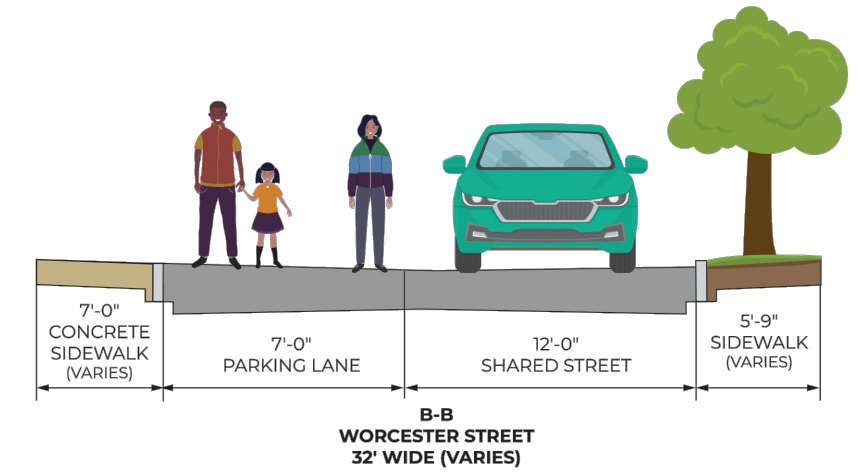 7'-0"
CONCRETE
SIDEWALK
(VARIES)
7'-0"
PARKING LANE
12'-0"
SHARED STREET
5'-9"
SIDEWALK
(VARIES)
B-B
WORCESTER STREET
32' WIDE (VARIES)